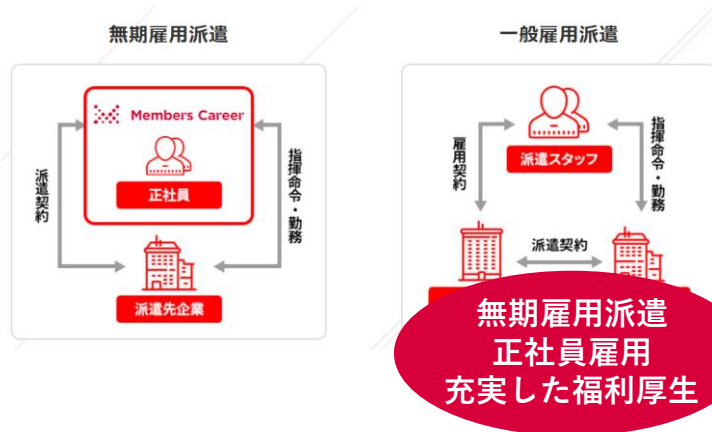 無期雇用派遣
Members Career
正社員
派遣契約
指揮命令・勤務
派遣先企業
一般雇用派遣
派遣スタッフ
雇用契約
指揮命令・勤務
派遣契約
無期雇用派遣
正社員雇用
充実した福利厚生